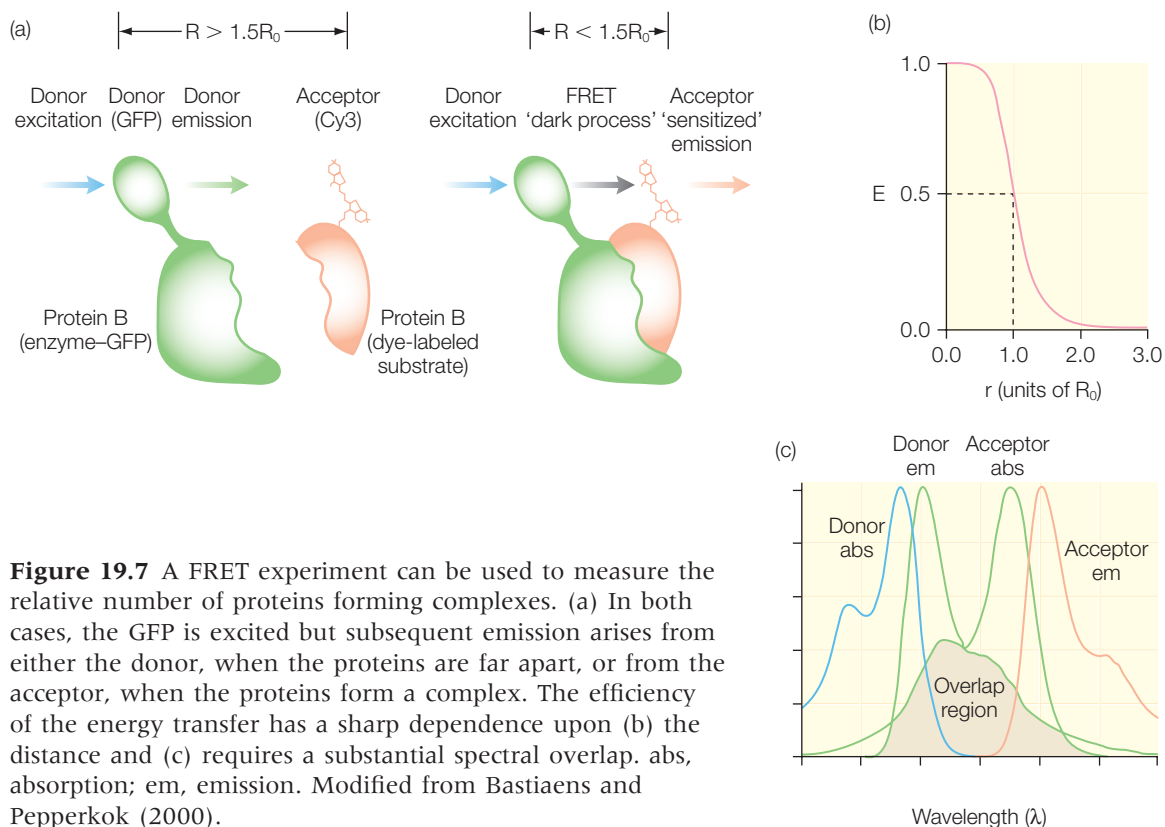 (a)
R > 1.5R₀
R < 1.5R₀
Donor
excitation
Donor
(GFP)
Donor
emission
Acceptor
(Cy3)
Donor
excitation
FRET
‘dark process’
Acceptor
‘sensitized’
emission
Protein B
(enzyme–GFP)
Protein B
(dye-labeled
substrate)
(b)
1.0
E 0.5
0.0
0.0 1.0 2.0 3.0
r (units of R₀)
(c)
Donor
em
Acceptor
abs
Donor
abs
Acceptor
em
Overlap
region
Wavelength (λ)
Figure 19.7 A FRET experiment can be used to measure the
relative number of proteins forming complexes. (a) In both
cases, the GFP is excited but subsequent emission arises from
either the donor, when the proteins are far apart, or from the
acceptor, when the proteins form a complex. The efficiency
of the energy transfer has a sharp dependence upon (b) the
distance and (c) requires a substantial spectral overlap. abs,
absorption; em, emission. Modified from Bastiaens and
Pepperkok (2000).